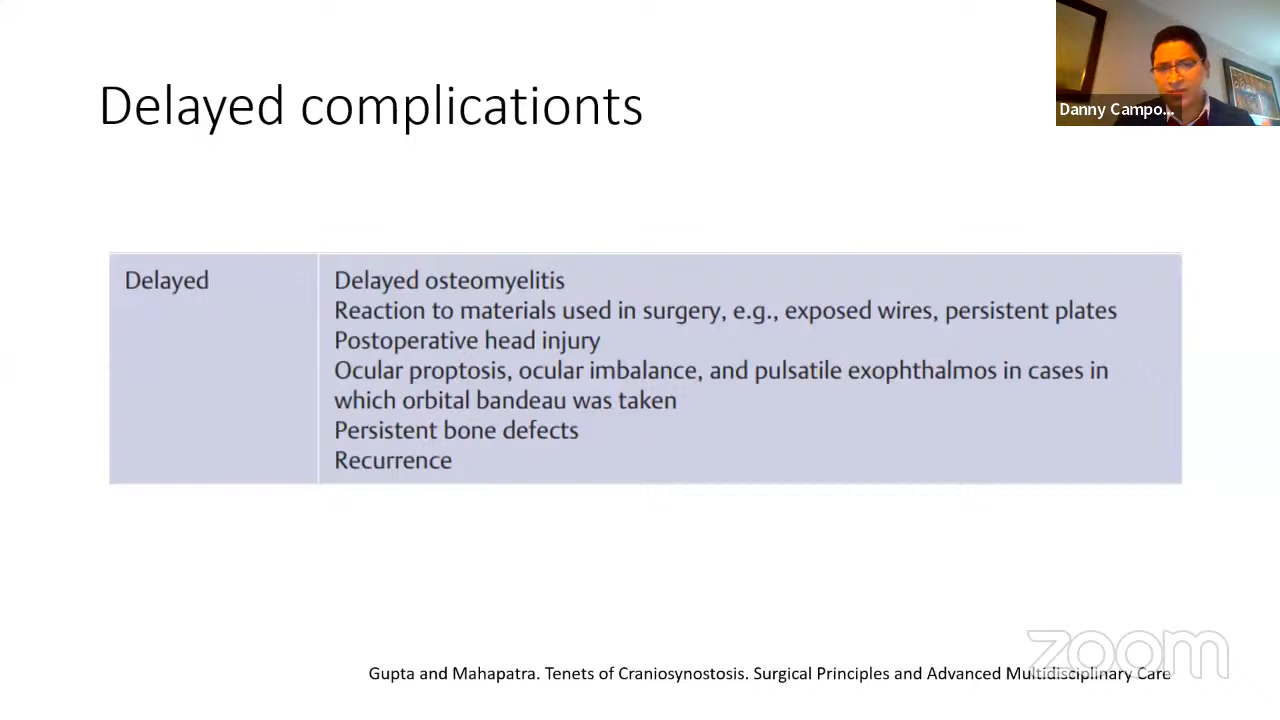 Delayed complicationts
Danny Campo...
Delayed
Delayed osteomyelitis
Reaction to materials used in surgery, e.g., exposed wires, persistent plates
Postoperative head injury
Ocular proptosis, ocular imbalance, and pulsatile exophthalmos in cases in
which orbital bandeau was taken
Persistent bone defects
Recurrence
zoom
Gupta and Mahapatra. Tenets of Craniosynostosis. Surgical Principles and Advanced Multidisciplinary Care